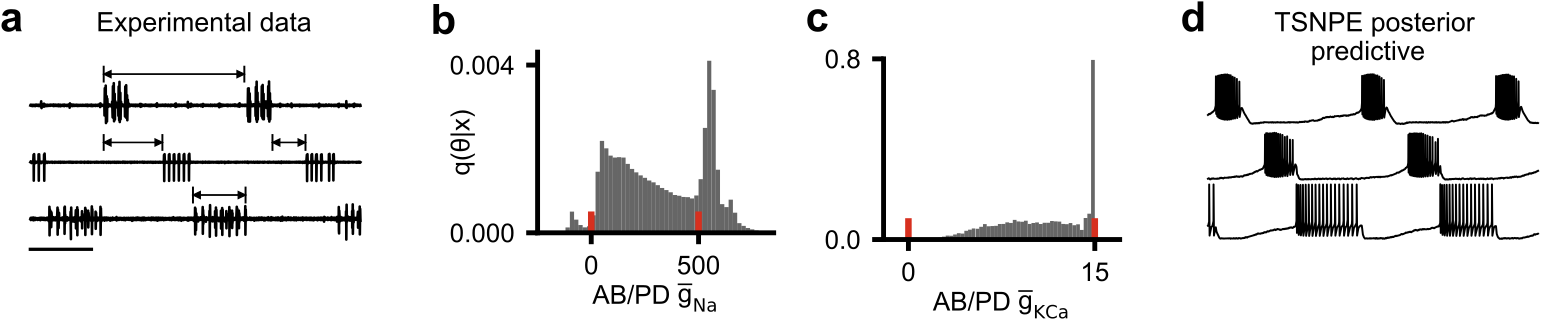 a
Experimental data
b
0.004
0.000
q(θ|x)
0
500
AB/PD g̅Na
c
0.8
0.0
0
15
AB/PD g̅KCa
d
TSNPE posterior
predictive